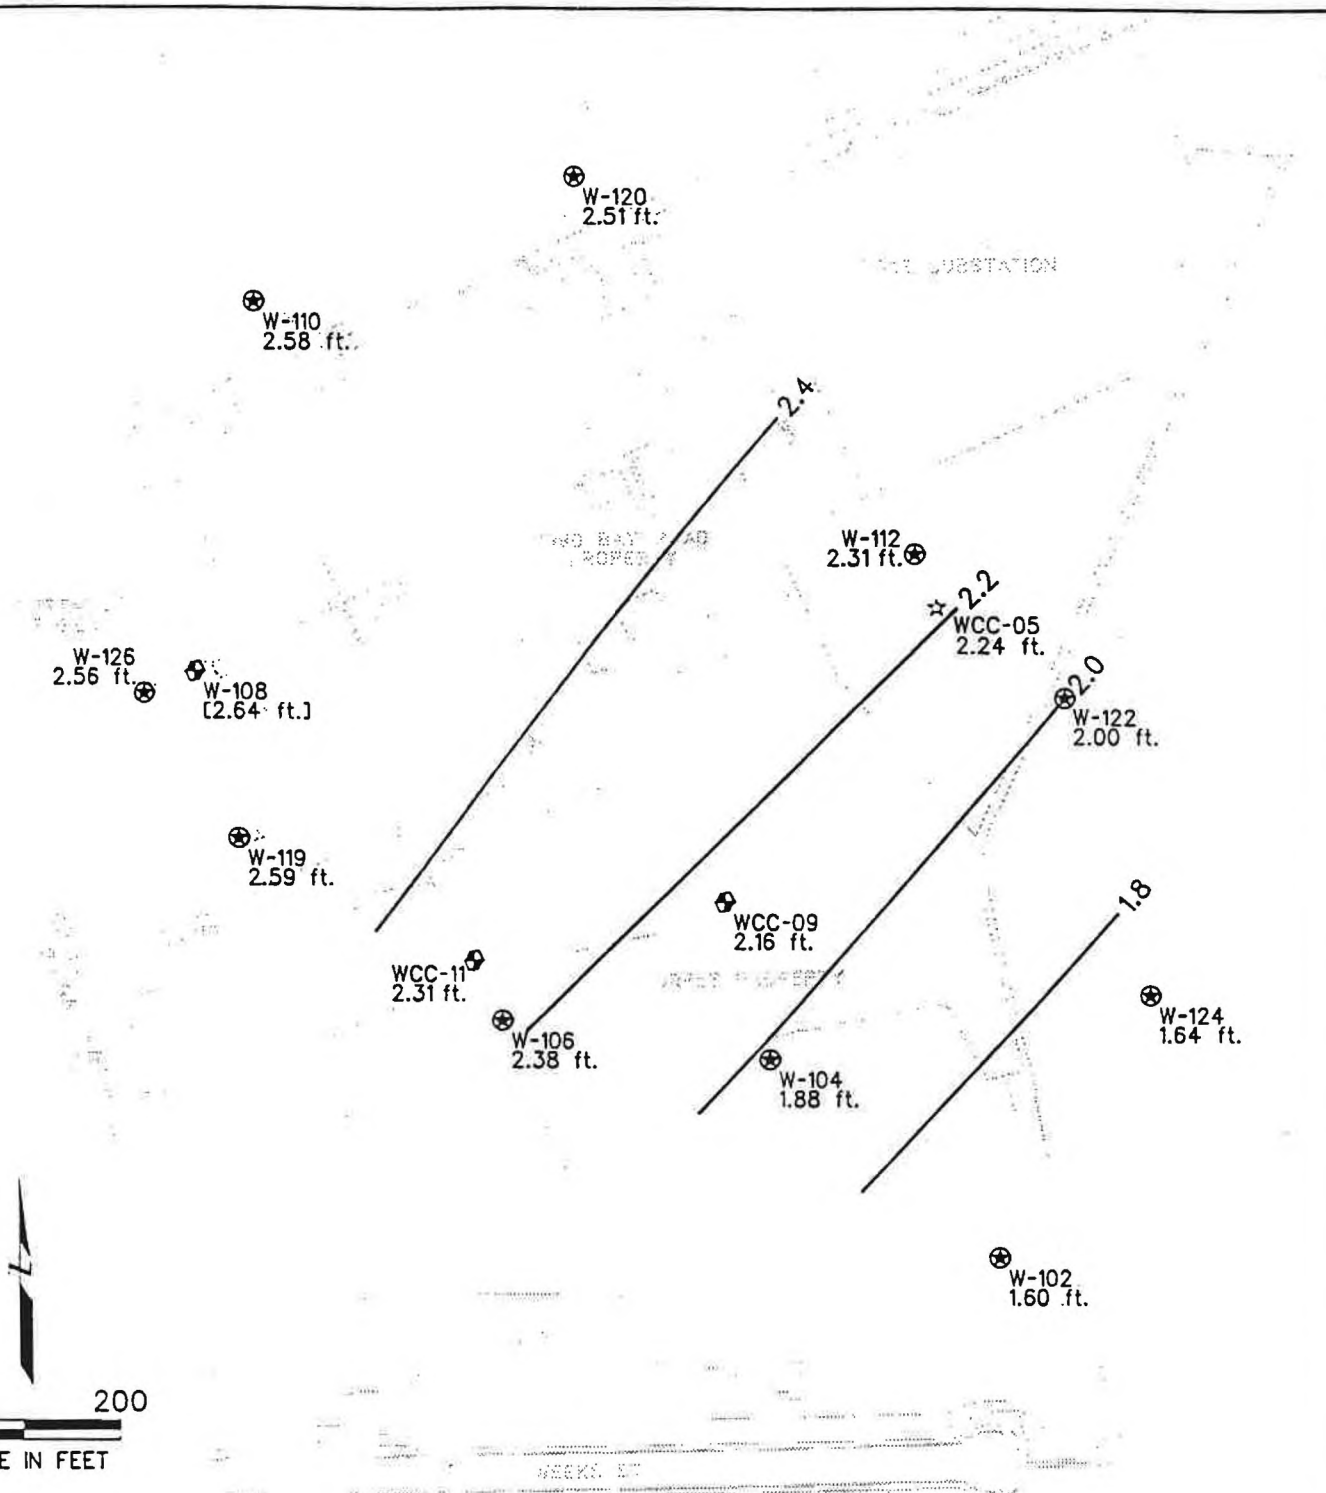 W-120
2.51 ft.
W-110
2.58 ft.
2.4
W-112
2.31 ft.
2.2
WCC-05
2.24 ft.
W-126
2.56 ft.
W-108
[2.64 ft.]
2.0
W-122
2.00 ft.
W-119
2.59 ft.
1.8
WCC-09
2.16 ft.
WCC-11
2.31 ft.
W-124
1.64 ft.
W-106
2.38 ft.
W-104
1.88 ft.
W-102
1.60 ft.
200
E IN FEET
WEEKS ST